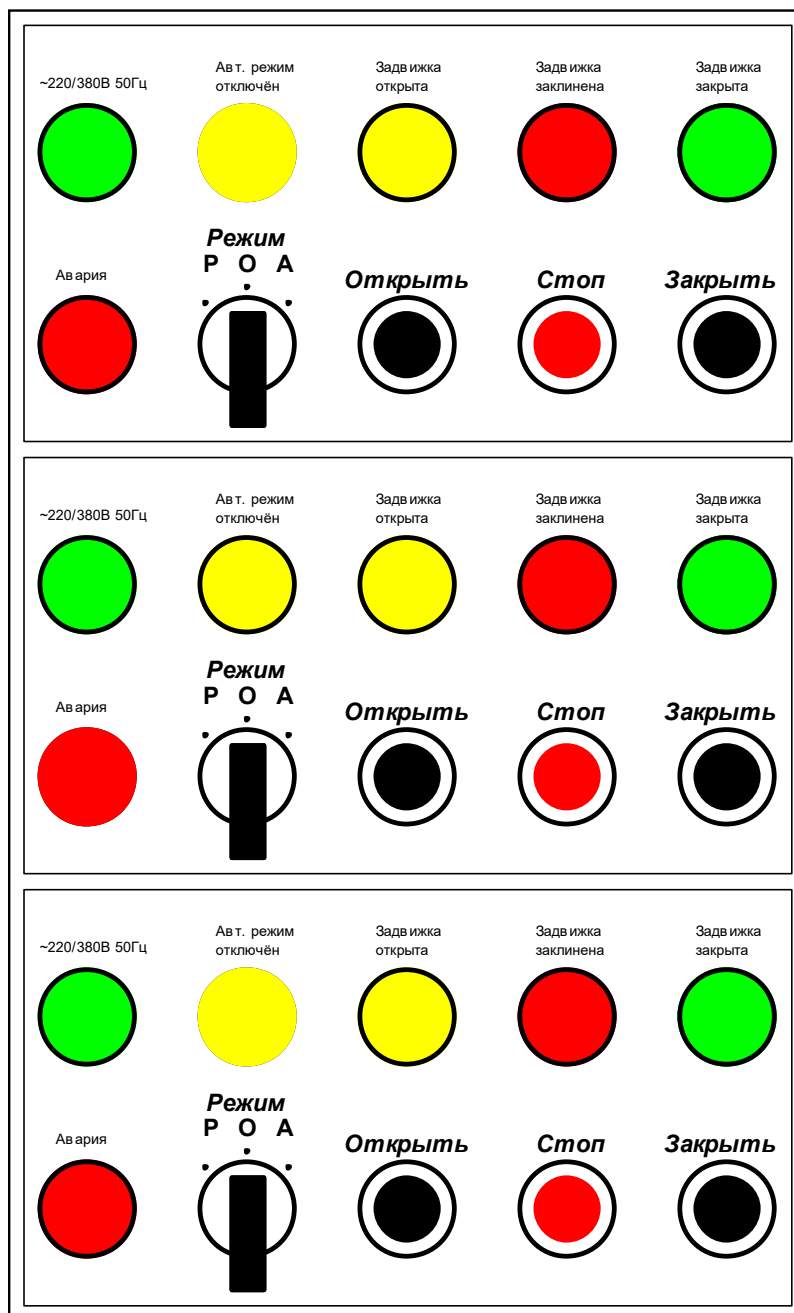 ~220/380В 50Гц
Авт. режим
отключён
Задвижка
открыта
Задвижка
заклинена
Задвижка
закрыта
Авария
Режим
Р О А
Открыть
Стоп
Закрыть
~220/380В 50Гц
Авт. режим
отключён
Задвижка
открыта
Задвижка
заклинена
Задвижка
закрыта
Авария
Режим
Р О А
Открыть
Стоп
Закрыть
~220/380В 50Гц
Авт. режим
отключён
Задвижка
открыта
Задвижка
заклинена
Задвижка
закрыта
Авария
Режим
Р О А
Открыть
Стоп
Закрыть